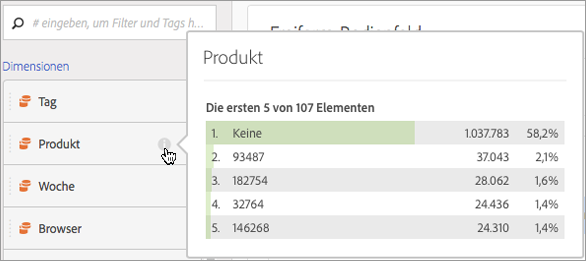 # eingeben, um Filter und Tags h...
Dimensionen
Tag
Produkt
Woche
Browser
Produkt
Die ersten 5 von 107 Elementen
1. Keine 1.037.783 58,2%
2. 93487 37.043 2,1%
3. 182754 28.062 1,6%
4. 32764 24.436 1,4%
5. 146268 24.310 1,4%